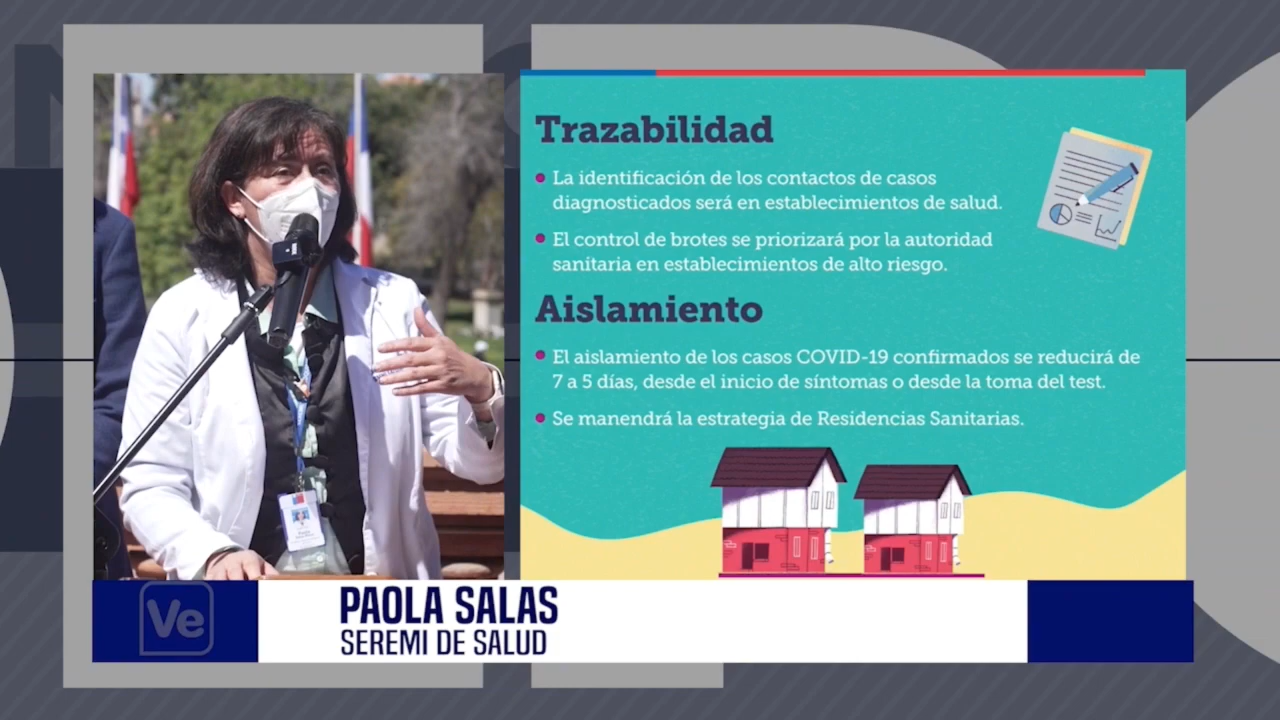 Trazabilidad
La identificación de los contactos de casos
diagnosticados será en establecimientos de salud.
El control de brotes se priorizará por la autoridad
sanitaria en establecimientos de alto riesgo.
Aislamiento
El aislamiento de los casos COVID-19 confirmados se reducirá de
7 a 5 días, desde el inicio de síntomas o desde la toma del test.
Se manendrá la estrategia de Residencias Sanitarias.
Ve
PAOLA SALAS
SEREMI DE SALUD